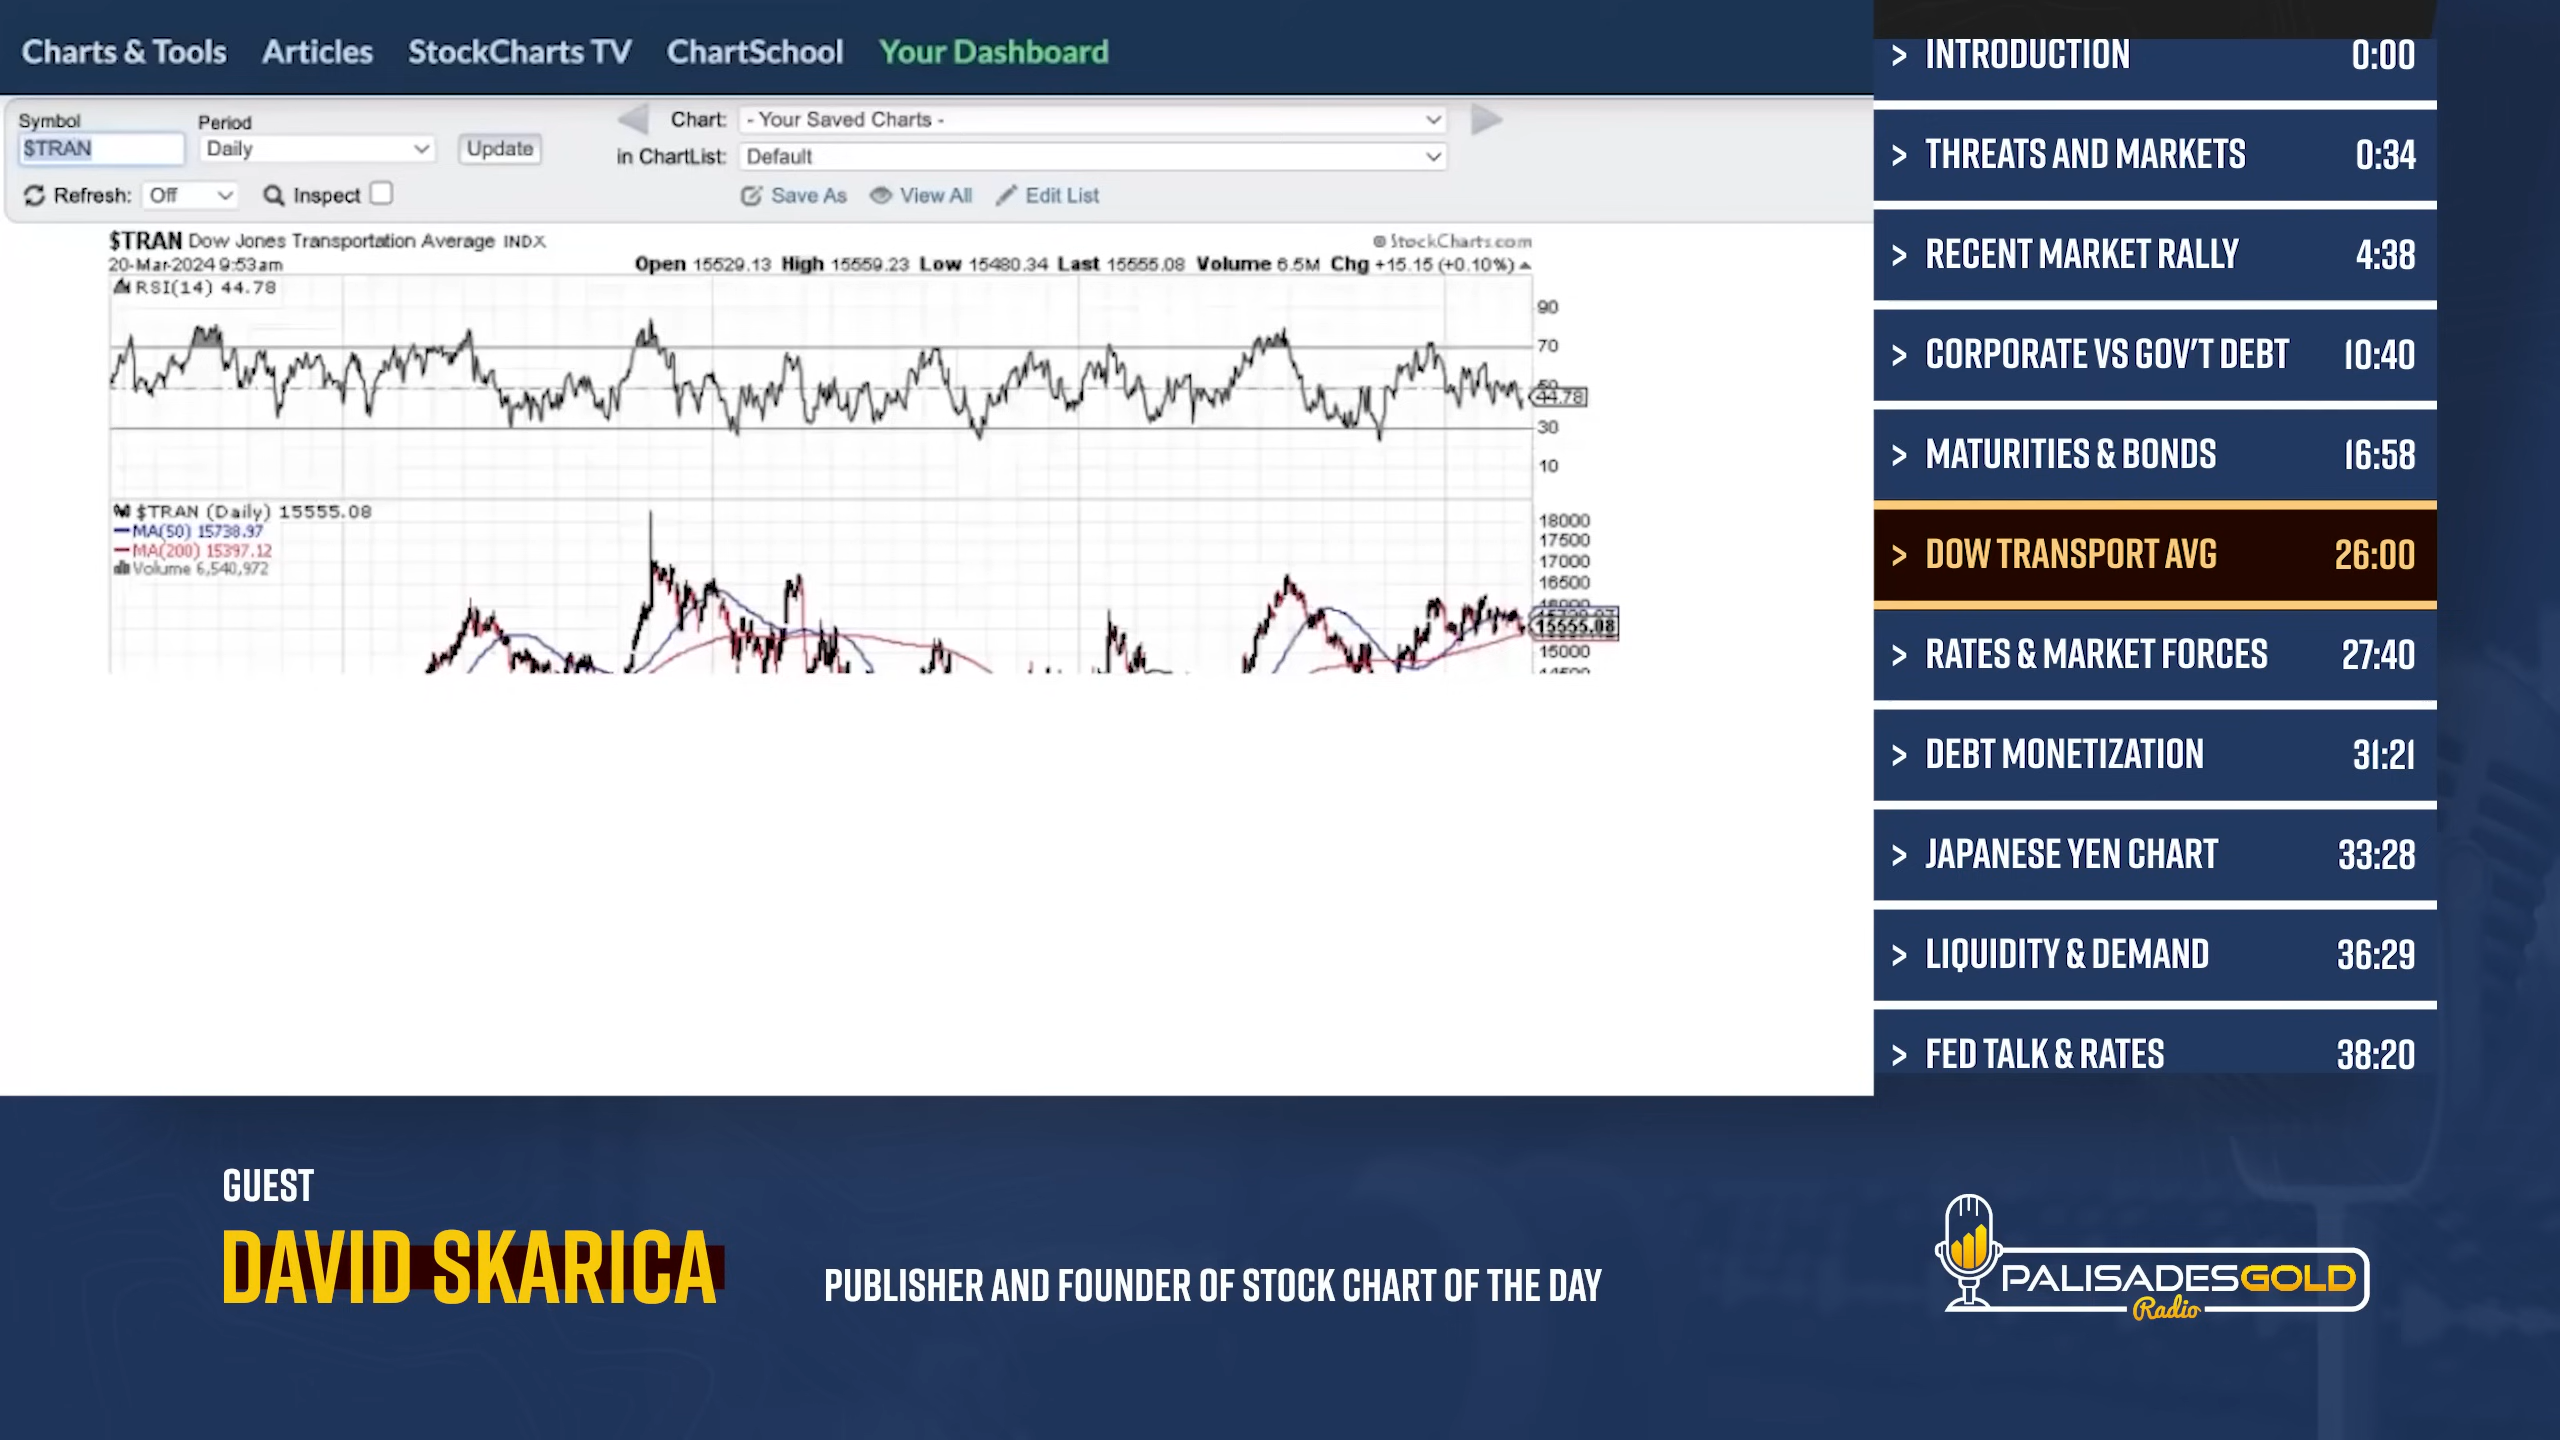 Charts & Tools Articles StockCharts TV ChartSchool Your Dashboard
Symbol Period
$TRAN Daily Update
Chart: - Your Saved Charts -
in ChartList: Default
Refresh: Off Inspect
Save As View All Edit List
$TRAN Dow Jones Transportation Average INDX
© StockCharts.com
20-Mar-2024 9:53am
Open 15529.13 High 15559.23 Low 15480.34 Last 15555.08 Volume 6.5M Chg +15.15 (+0.10%)
RSI(14) 44.78
90
70
50
44.78
30
10
$TRAN (Daily) 15555.08
MA(50) 15738.97
MA(200) 15397.12
Volume 6,540,972
18000
17500
17000
16500
16000
15555.08
15000
14500
> INTRODUCTION 0:00
> THREATS AND MARKETS 0:34
> RECENT MARKET RALLY 4:38
> CORPORATE VS GOV'T DEBT 10:40
> MATURITIES & BONDS 16:58
> DOW TRANSPORT AVG 26:00
> RATES & MARKET FORCES 27:40
> DEBT MONETIZATION 31:21
> JAPANESE YEN CHART 33:28
> LIQUIDITY & DEMAND 36:29
> FED TALK & RATES 38:20
GUEST
DAVID SKARICA
PUBLISHER AND FOUNDER OF STOCK CHART OF THE DAY
PALISADESGOLD
Radio